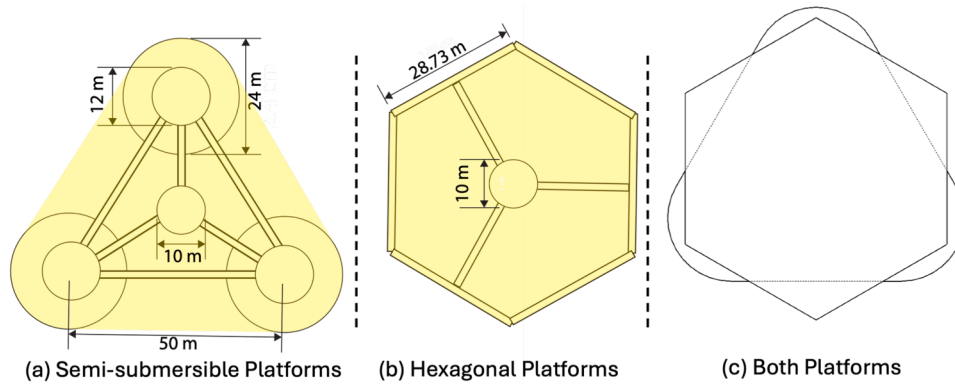 12 m
24 m
10 m
50 m
(a) Semi-submersible Platforms
28.73 m
10 m
(b) Hexagonal Platforms
(c) Both Platforms